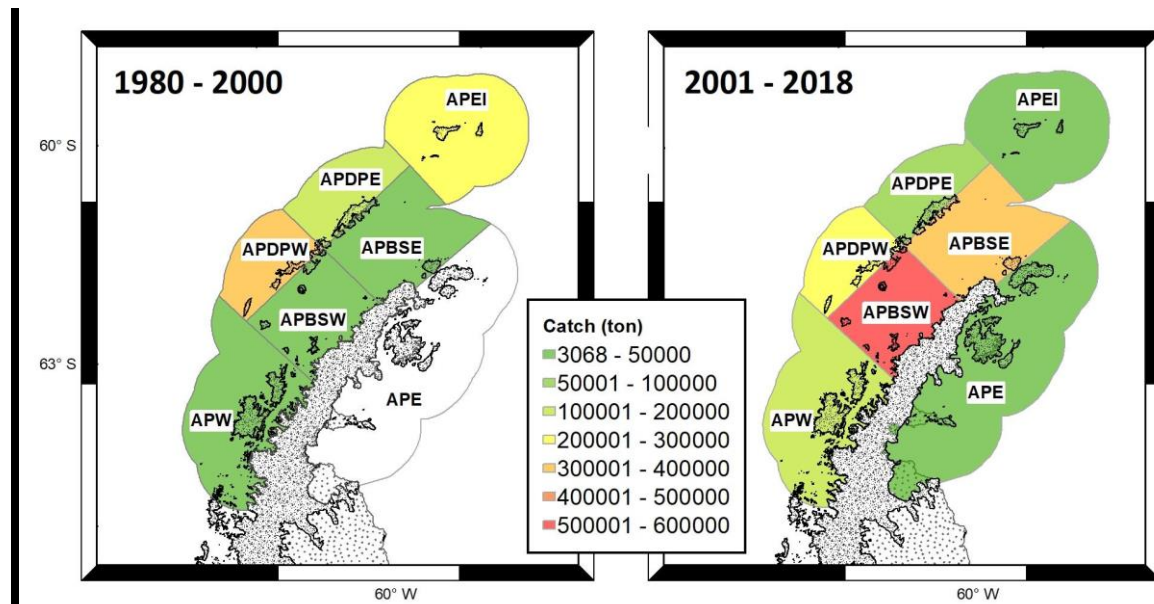 1980 - 2000
APEI
60° S
APDPE
APDPW
APBSE
APBSW
63° S
APE
APW
60° W
2001 - 2018
APEI
APDPE
APDPW
APBSE
APBSW
APE
APW
60° W
Catch (ton)
3068 - 50000
50001 - 100000
100001 - 200000
200001 - 300000
300001 - 400000
400001 - 500000
500001 - 600000